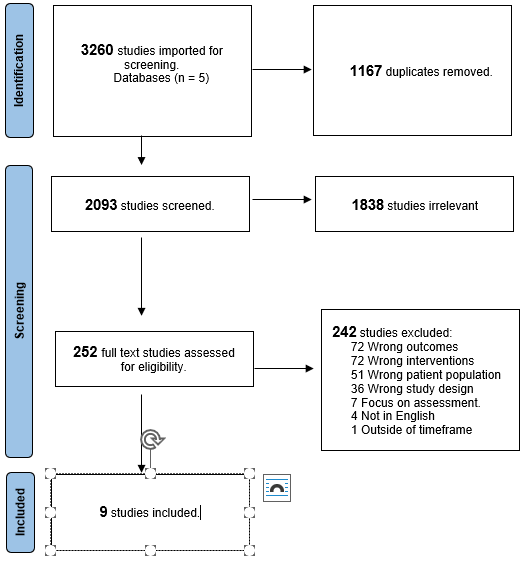 Identification
3260 studies imported for
screening.
Databases (n = 5)
1167 duplicates removed.
Screening
2093 studies screened.
1838 studies irrelevant
252 full text studies assessed
for eligibility.
242 studies excluded:
72 Wrong outcomes
72 Wrong interventions
51 Wrong patient population
36 Wrong study design
7 Focus on assessment.
4 Not in English
1 Outside of timeframe
Included
9 studies included.